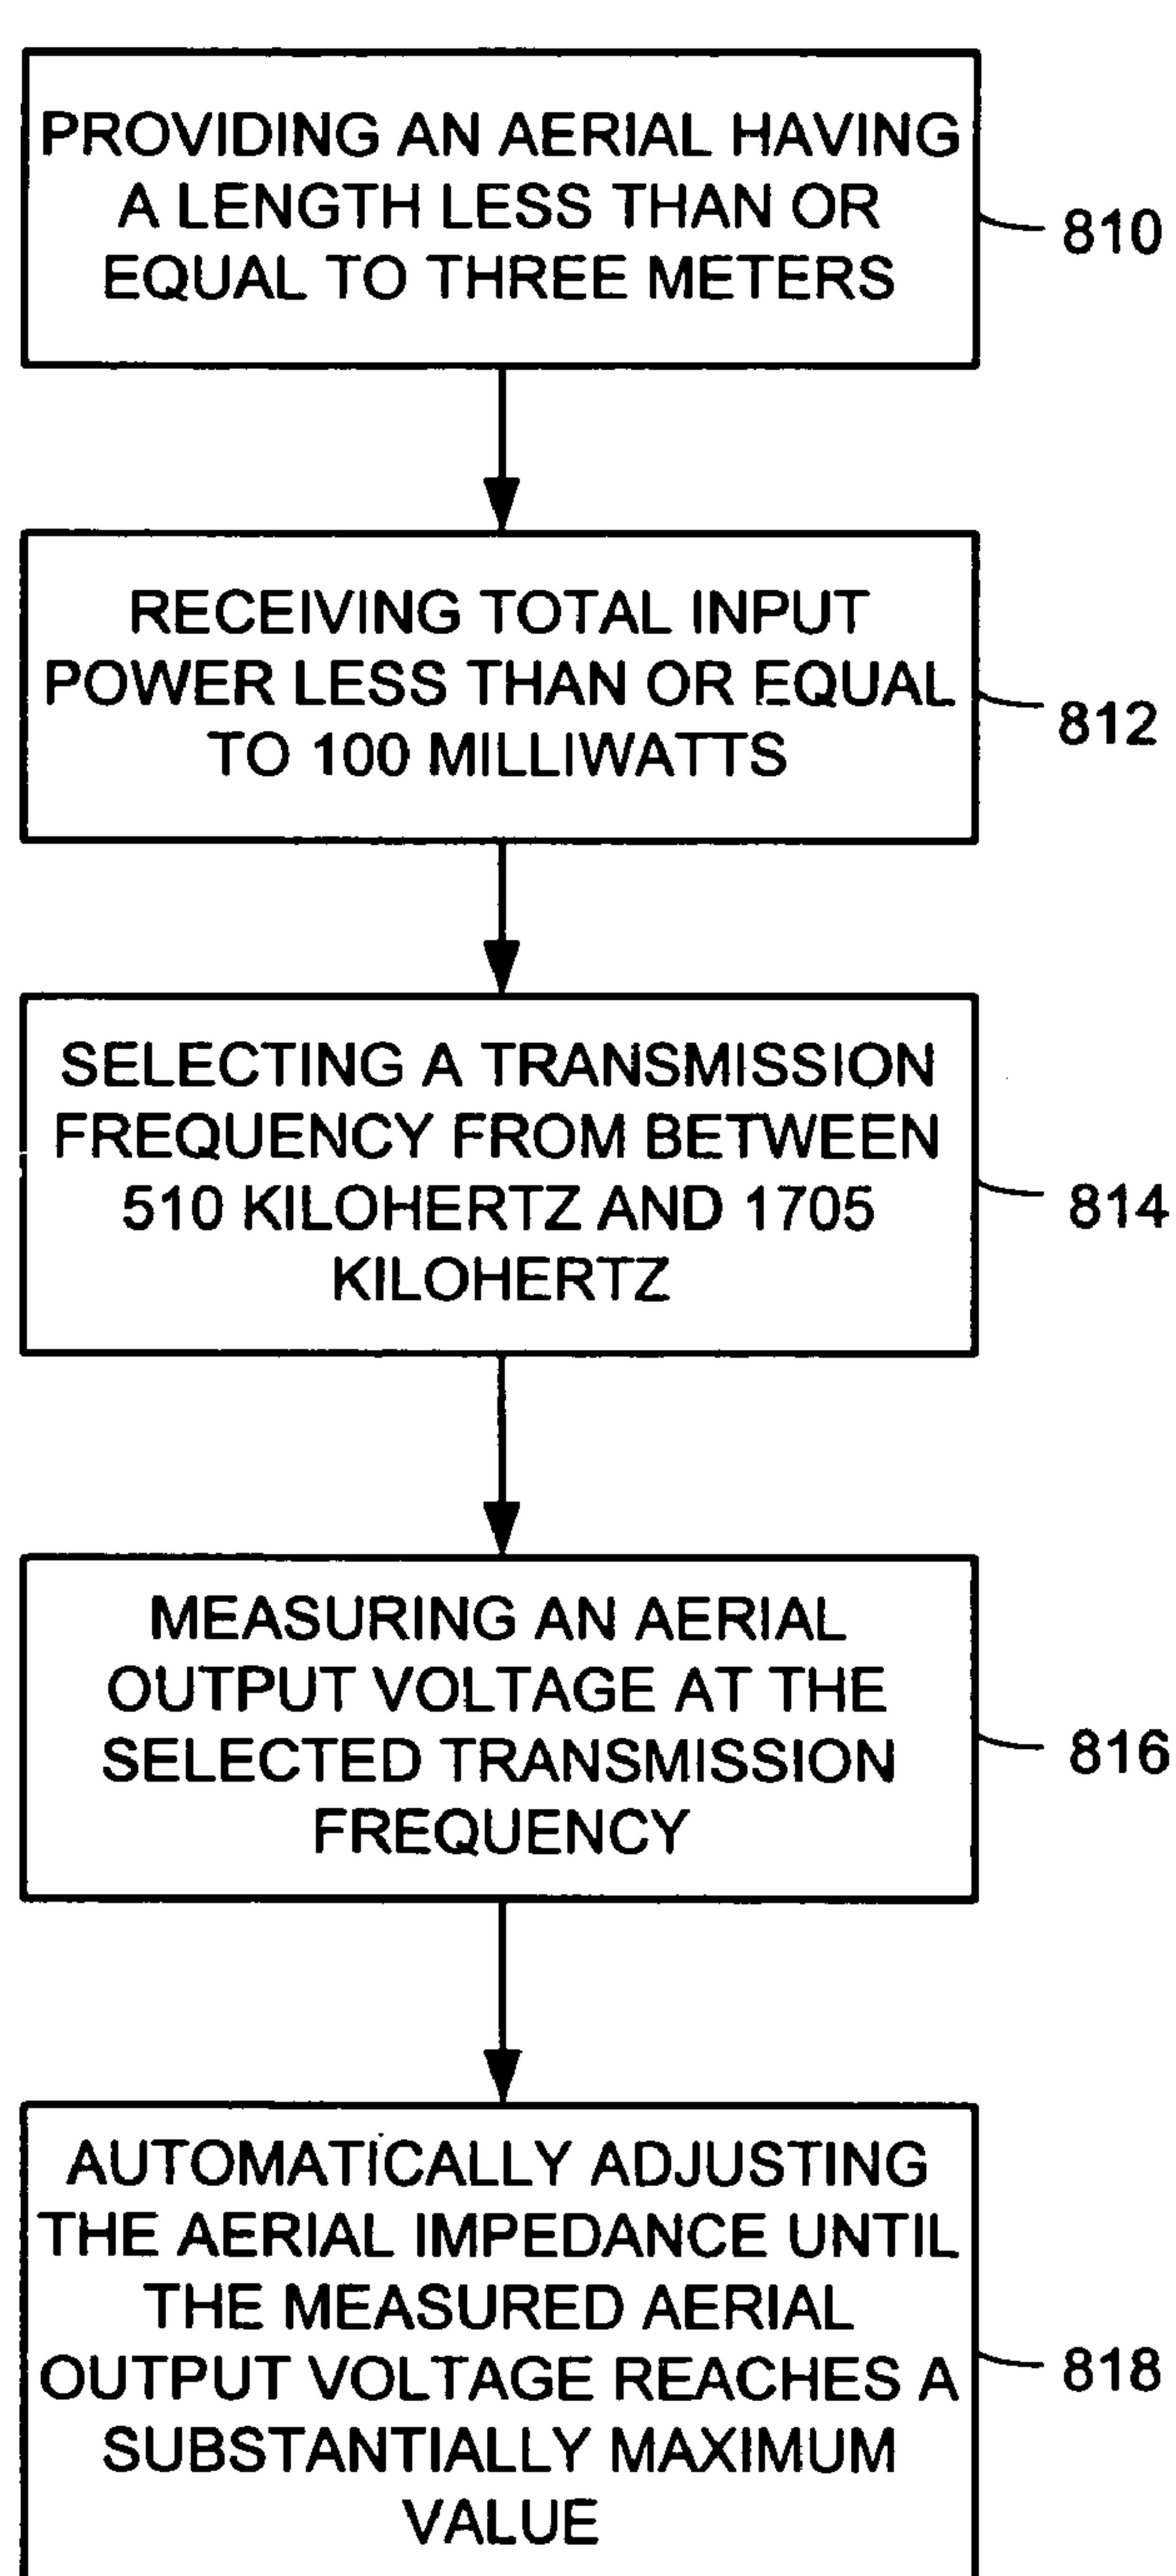 PROVIDING AN AERIAL HAVING
A LENGTH LESS THAN OR
EQUAL TO THREE METERS
810
RECEIVING TOTAL INPUT
POWER LESS THAN OR EQUAL
TO 100 MILLIWATTS
812
SELECTING A TRANSMISSION
FREQUENCY FROM BETWEEN
510 KILOHERTZ AND 1705
KILOHERTZ
814
MEASURING AN AERIAL
OUTPUT VOLTAGE AT THE
SELECTED TRANSMISSION
FREQUENCY
816
AUTOMATICALLY ADJUSTING
THE AERIAL IMPEDANCE UNTIL
THE MEASURED AERIAL
OUTPUT VOLTAGE REACHES A
SUBSTANTIALLY MAXIMUM
VALUE
818